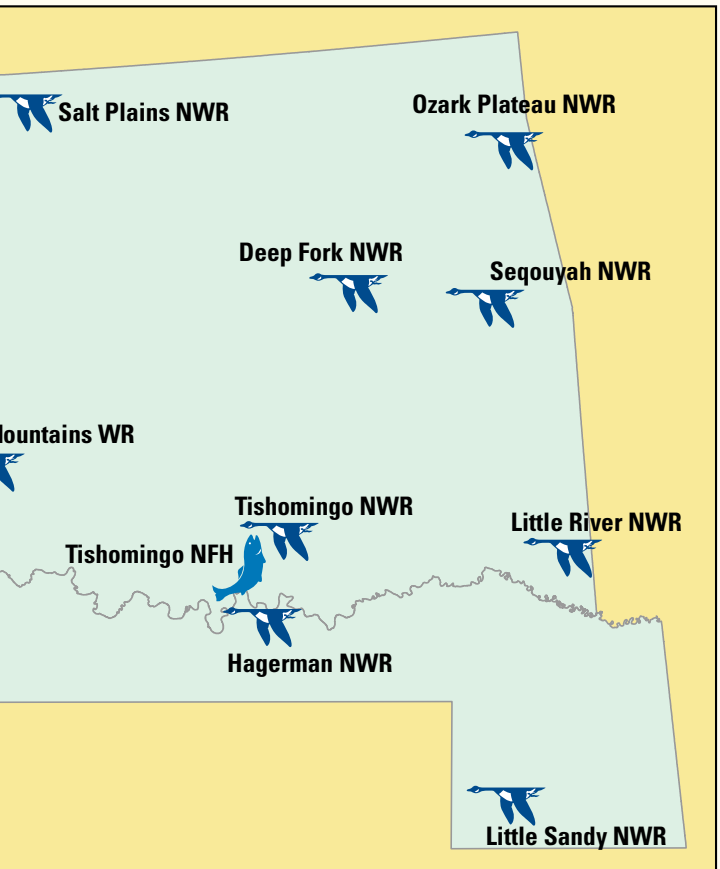 Ozark Plateau NWR
Salt Plains NWR
Deep Fork NWR
Seqouyah NWR
ountains WR
Tishomingo NWR
Little River NWR
Tishomingo NFH
Hagerman NWR
Little Sandy NWR